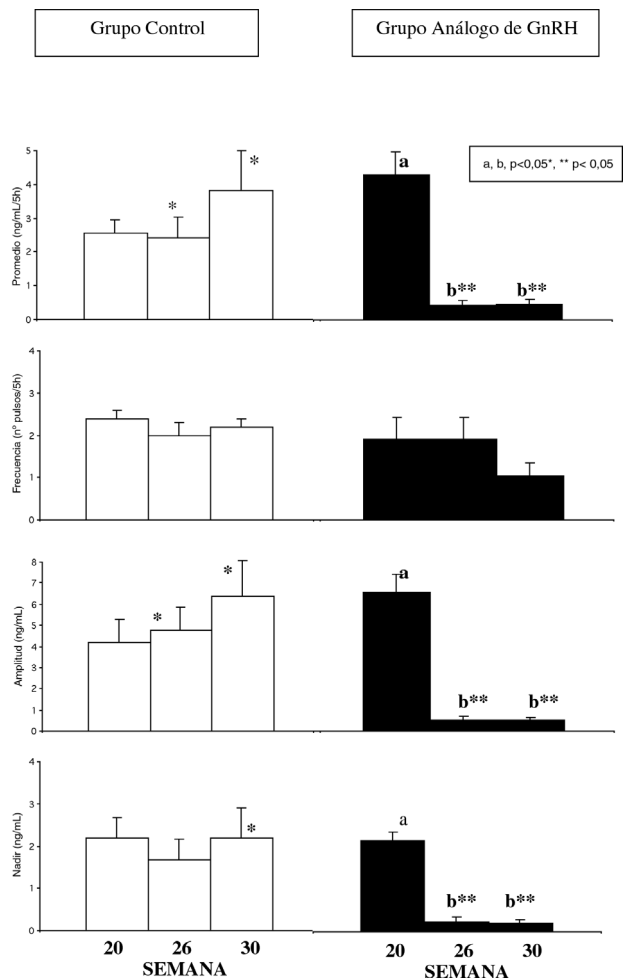 Grupo Control
Grupo Análogo de GnRH
a, b, p<0,05*, ** p< 0,05
Promedio (ng/mL/5h)
5
4
3
2
1
0
*
*
a
b**
b**
Frecuencia (nº pulsos/5h)
4
3
2
1
0
Amplitud (ng/mL)
8
7
6
5
4
3
2
1
0
*
*
a
b**
b**
Nadir (ng/mL)
4
3
2
1
0
*
a
b**
b**
20 26 30
SEMANA
20 26 30
SEMANA